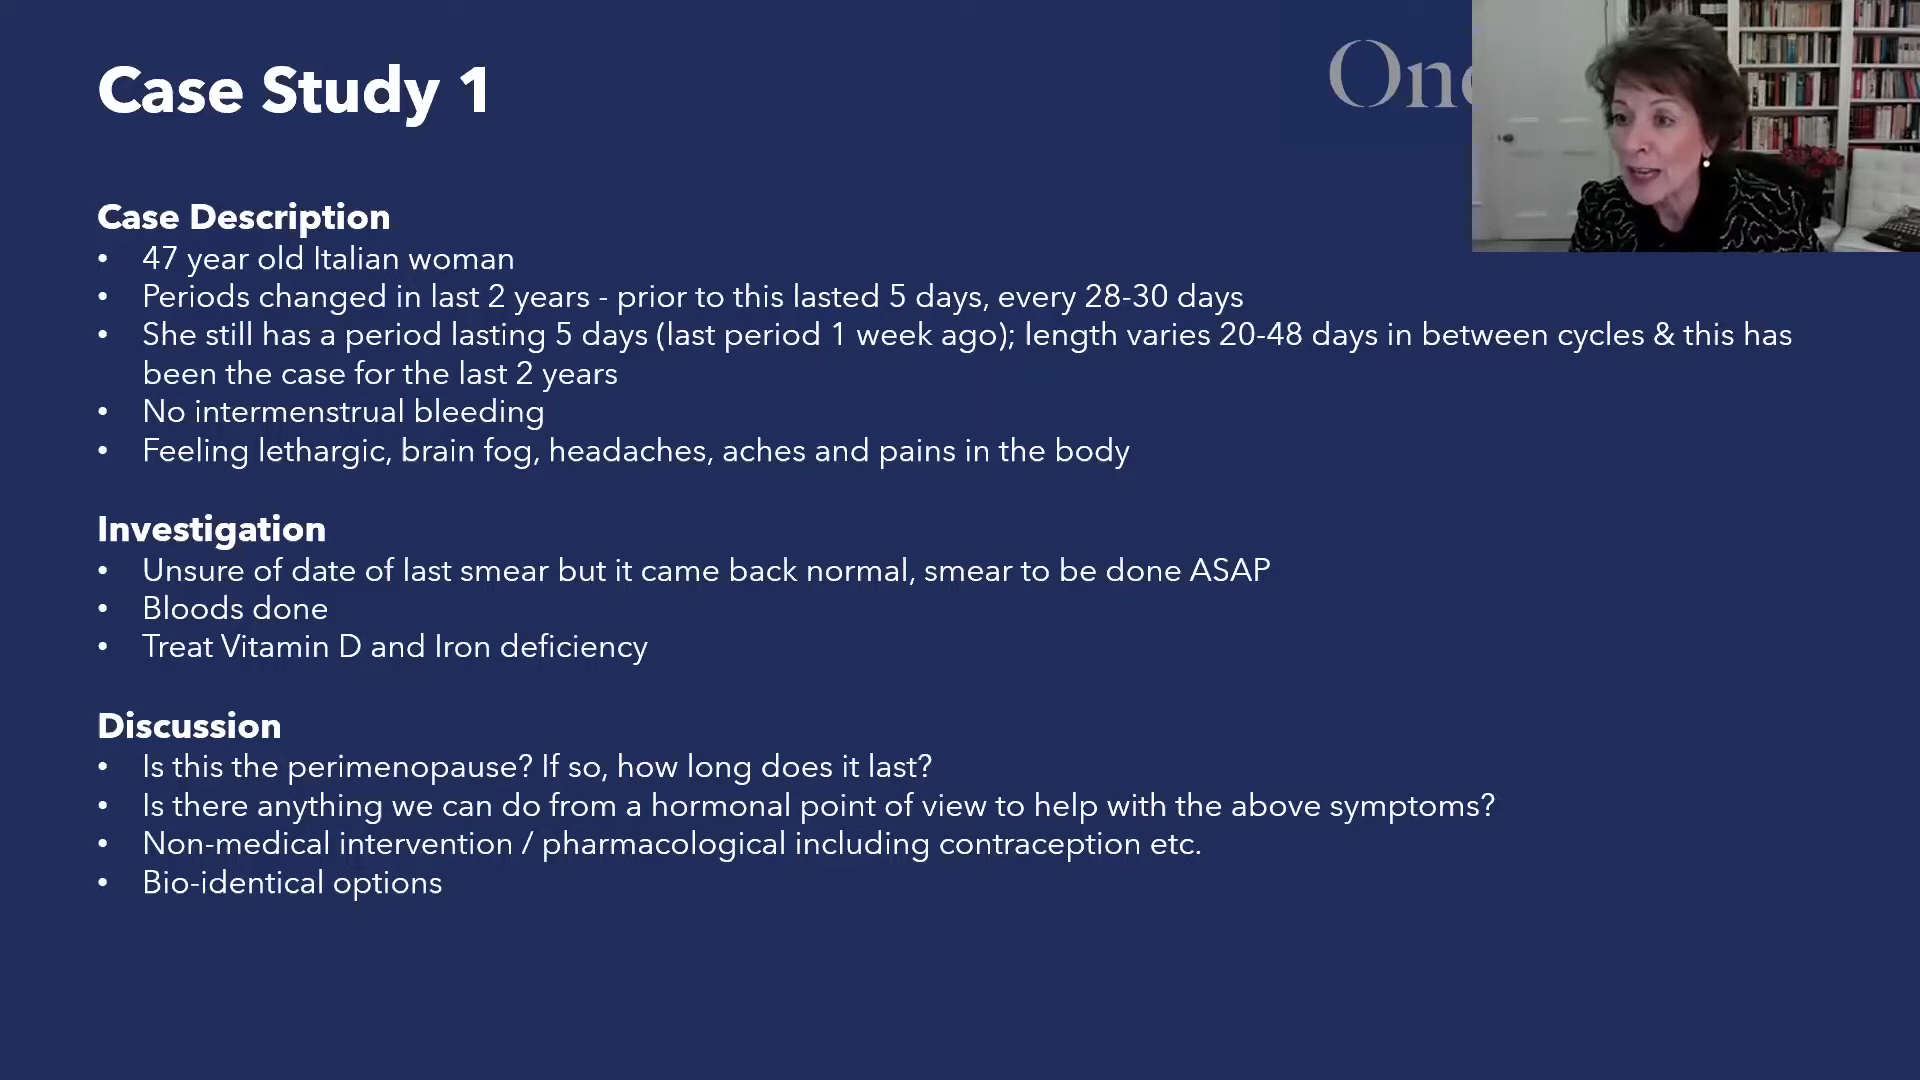 Case Study 1
One
Case Description
• 47 year old Italian woman
• Periods changed in last 2 years - prior to this lasted 5 days, every 28-30 days
• She still has a period lasting 5 days (last period 1 week ago); length varies 20-48 days in between cycles & this has
been the case for the last 2 years
• No intermenstrual bleeding
• Feeling lethargic, brain fog, headaches, aches and pains in the body
Investigation
• Unsure of date of last smear but it came back normal, smear to be done ASAP
• Bloods done
• Treat Vitamin D and Iron deficiency
Discussion
• Is this the perimenopause? If so, how long does it last?
• Is there anything we can do from a hormonal point of view to help with the above symptoms?
• Non-medical intervention / pharmacological including contraception etc.
• Bio-identical options